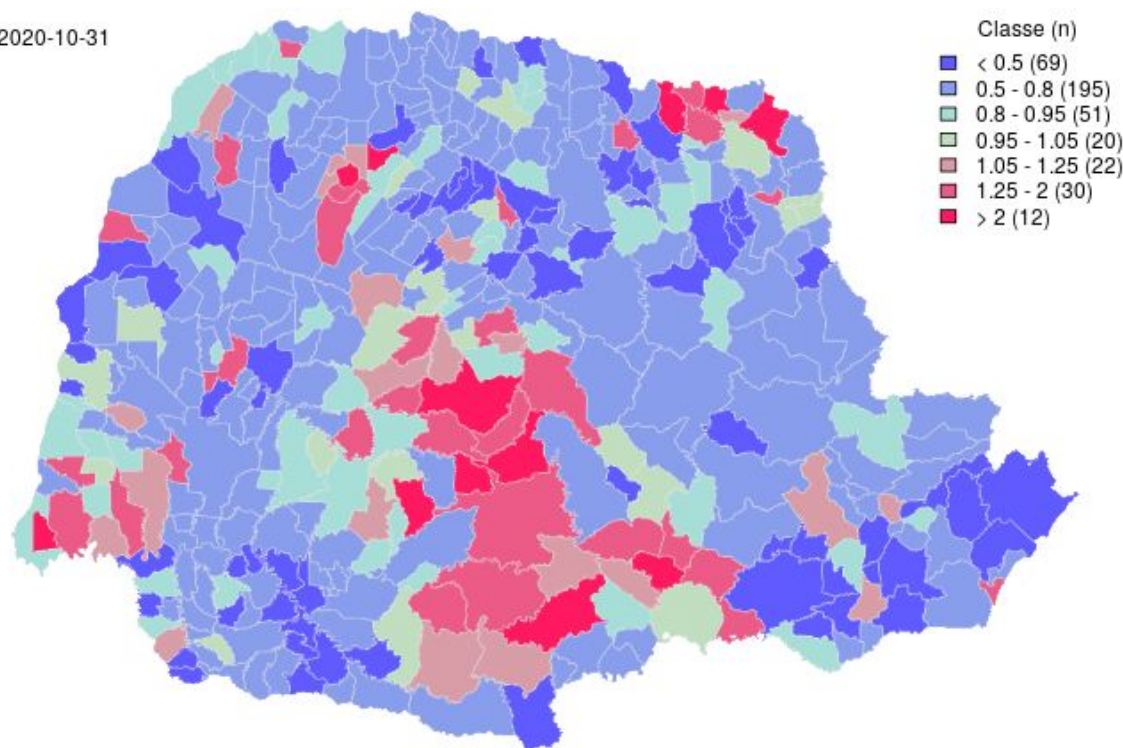 2020-10-31
Classe (n)
< 0.5 (69)
0.5 - 0.8 (195)
0.8 - 0.95 (51)
0.95 - 1.05 (20)
1.05 - 1.25 (22)
1.25 - 2 (30)
> 2 (12)